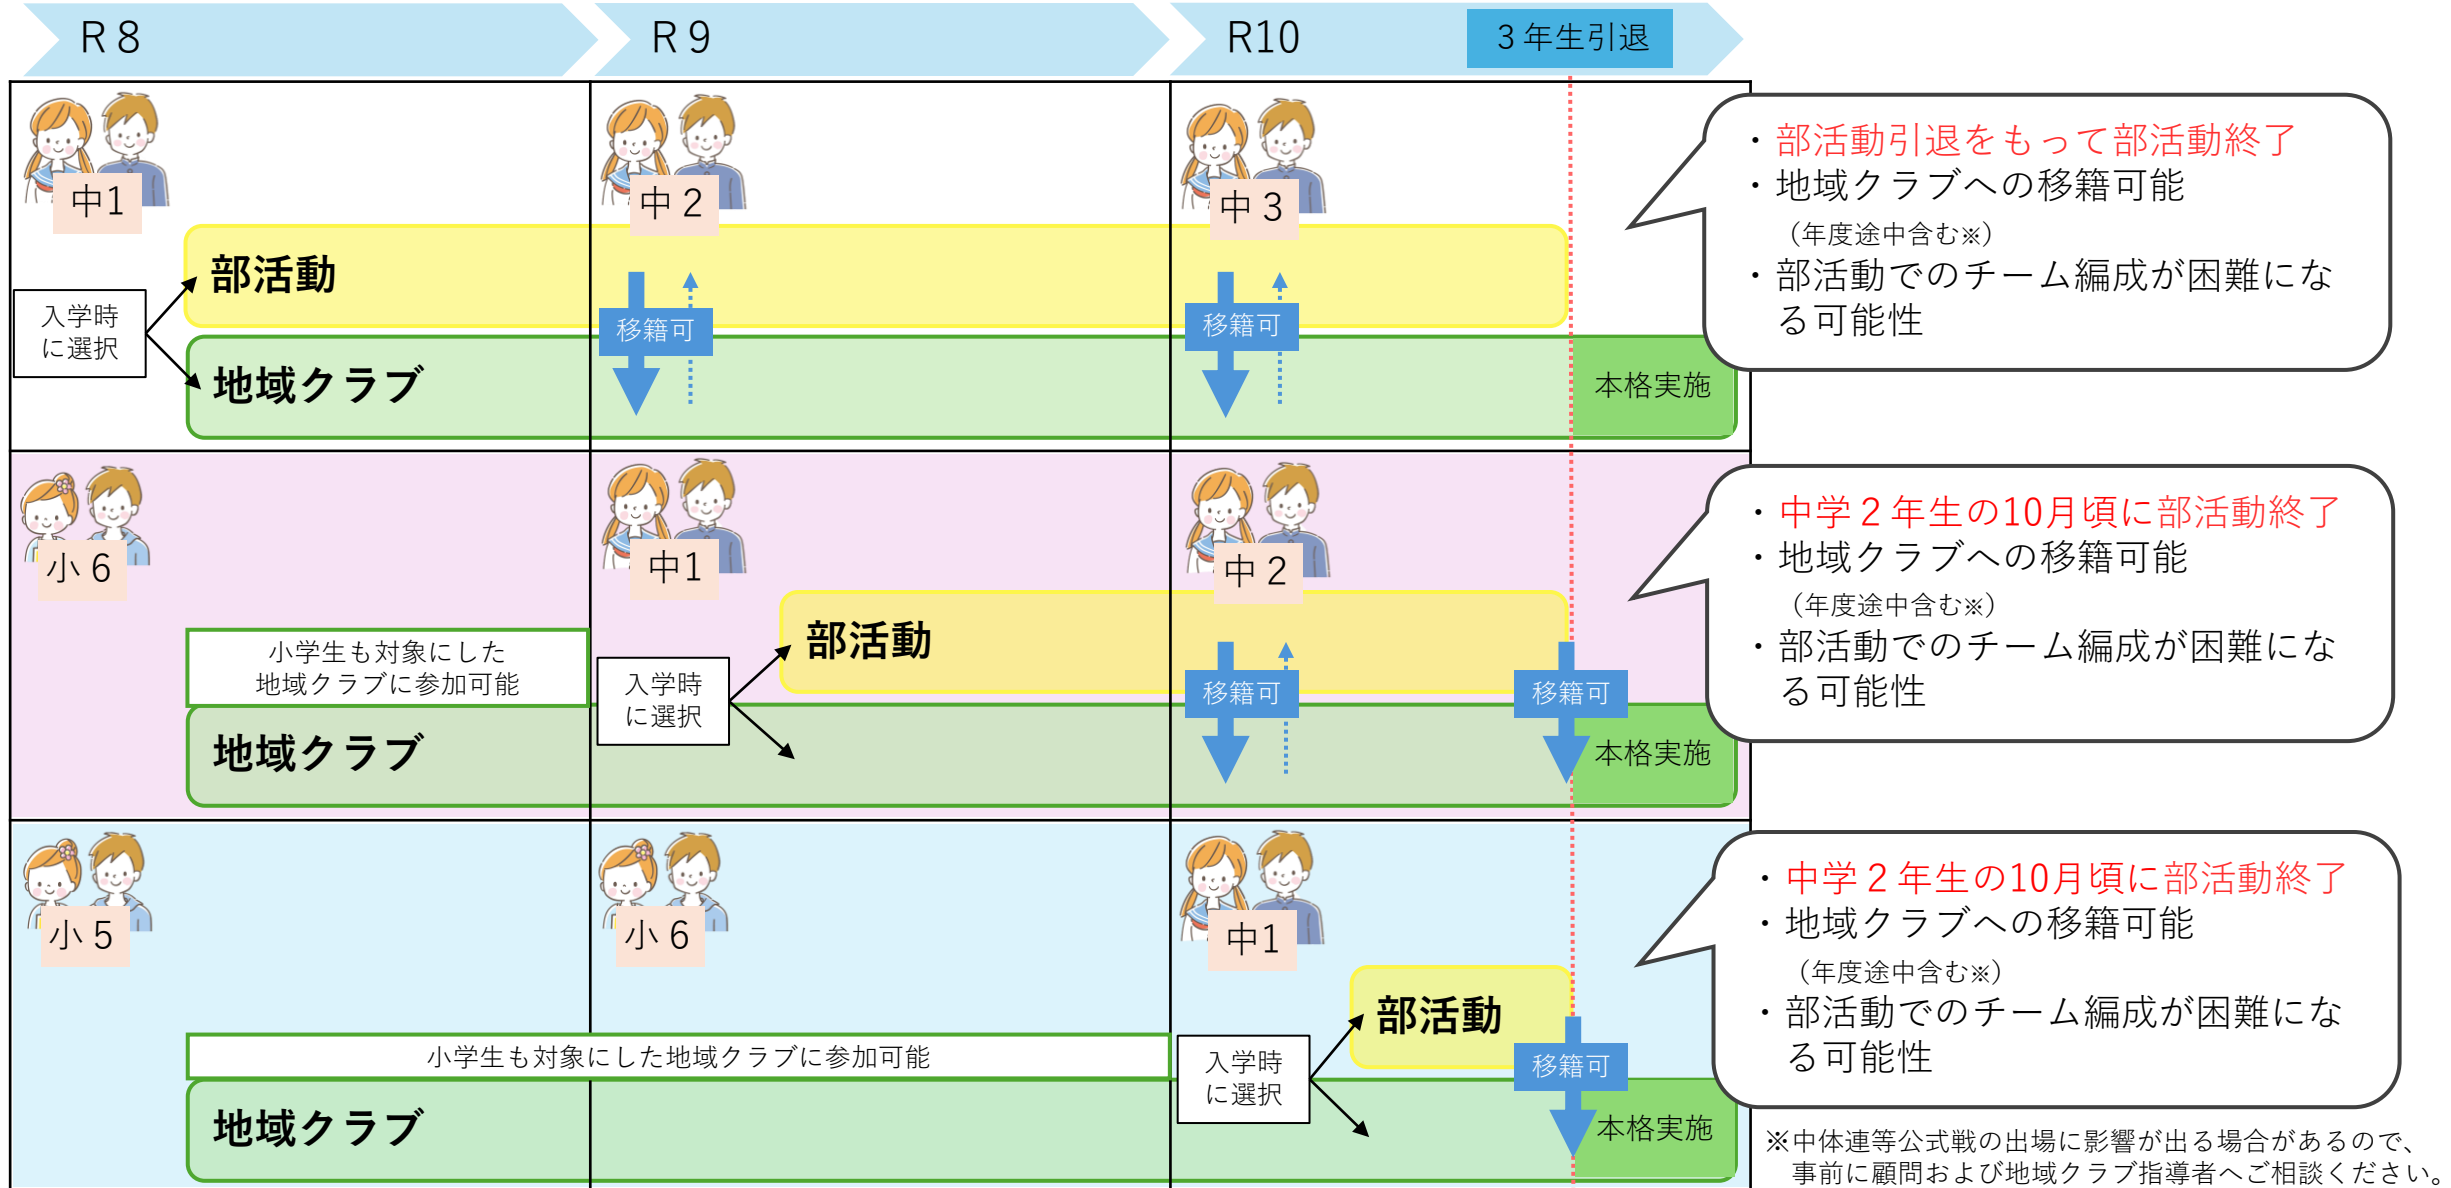 R 8
R 9
R10
３年生引退
中1
中２
中３
部活動
入学時
に選択
移籍可
移籍可
地域クラブ
本格実施
・部活動引退をもって部活動終了
・地域クラブへの移籍可能
（年度途中含む※）
・部活動でのチーム編成が困難にな
る可能性
小６
中1
中２
小学生も対象にした
地域クラブに参加可能
入学時
に選択
部活動
移籍可
移籍可
地域クラブ
本格実施
・中学２年生の10月頃に部活動終了
・地域クラブへの移籍可能
（年度途中含む※）
・部活動でのチーム編成が困難にな
る可能性
小５
小６
中1
部活動
小学生も対象にした地域クラブに参加可能
入学時
に選択
移籍可
地域クラブ
本格実施
・中学２年生の10月頃に部活動終了
・地域クラブへの移籍可能
（年度途中含む※）
・部活動でのチーム編成が困難にな
る可能性
※中体連等公式戦の出場に影響が出る場合があるので、
事前に顧問および地域クラブ指導者へご相談ください。